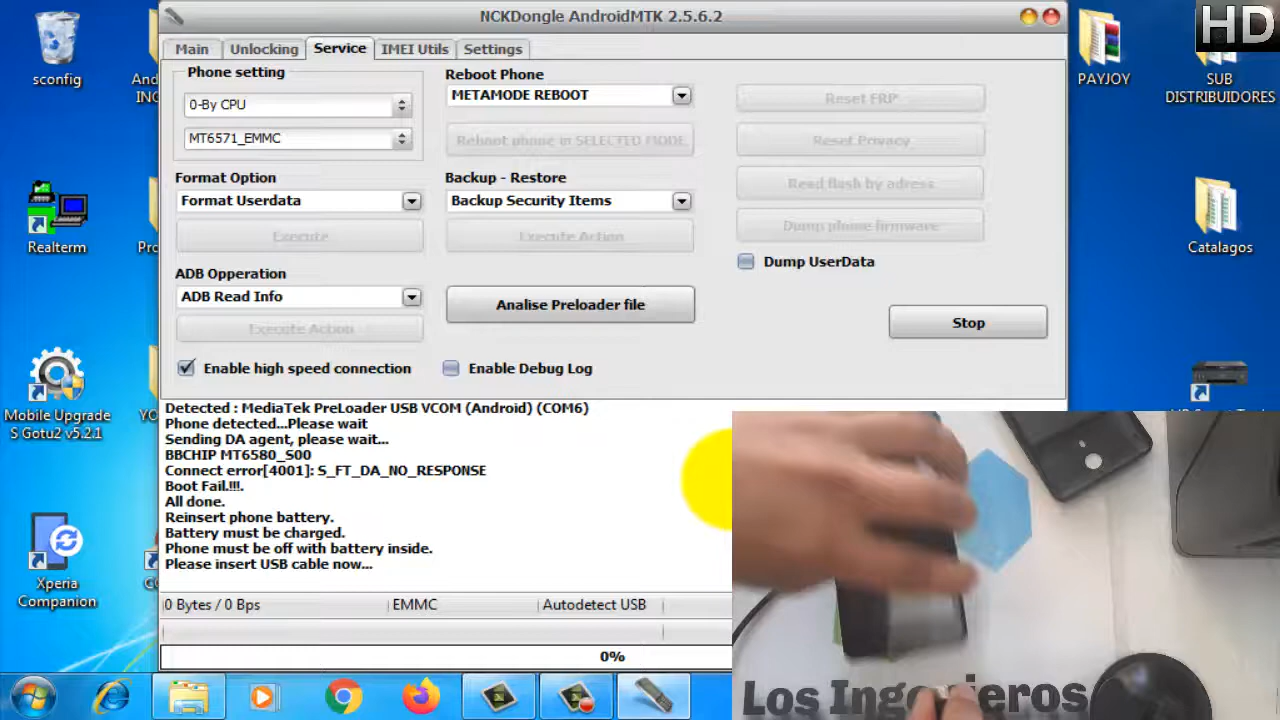 NCKDongle AndroidMTK 2.5.6.2
HD
sconfig
PAYJOY
SUB
DISTRIBUIDORES
Main
Unlocking
Service
IMEI Utils
Settings
Phone setting
0-By CPU
MT6571_EMMC
Reboot Phone
METAMODE REBOOT
Reboot phone in SELECTED MODE
Reset FRP
Reset Privacy
Read flash by adress
Dump phone firmware
Dump UserData
Format Option
Format Userdata
Execute
Backup - Restore
Backup Security Items
Execute Action
ADB Opperation
ADB Read Info
Execute Action
Analise Preloader file
Stop
Enable high speed connection
Enable Debug Log
Realterm
Catalagos
Mobile Upgrade
S Gotu2 v5.2.1
Xperia
Companion
Detected : MediaTek PreLoader USB VCOM (Android) (COM6)
Phone detected...Please wait
Sending DA agent, please wait...
BBCHIP MT6580_S00
Connect error[4001]: S_FT_DA_NO_RESPONSE
Boot Fail.!!!.
All done.
Reinsert phone battery.
Battery must be charged.
Phone must be off with battery inside.
Please insert USB cable now...
0 Bytes / 0 Bps
EMMC
Autodetect USB
0%
Los